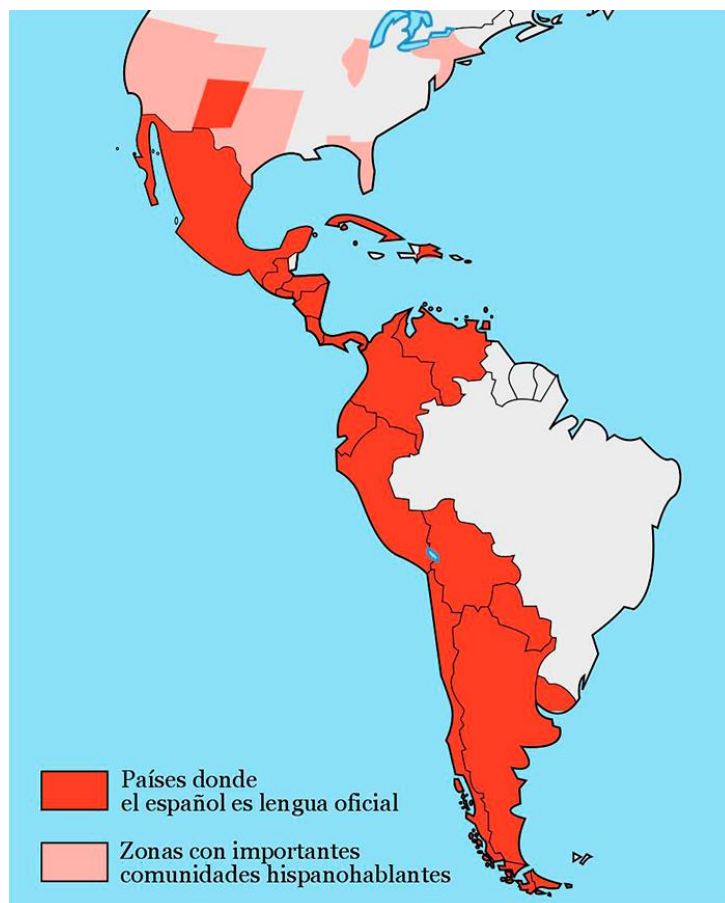 Países donde
el español es lengua oficial
Zonas con importantes
comunidades hispanohablantes